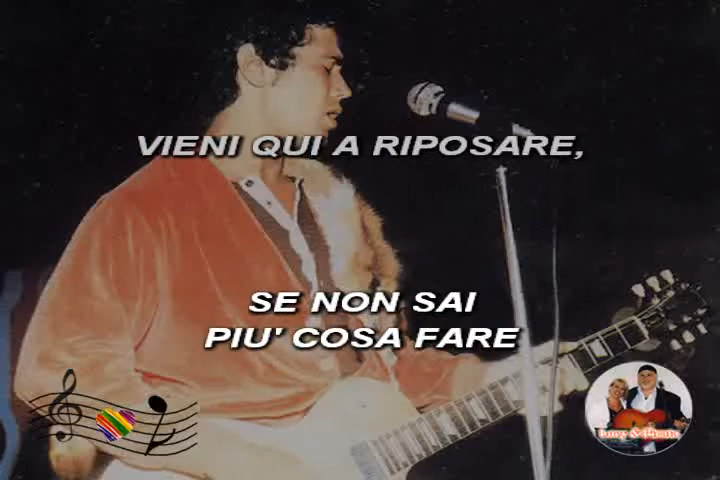 VIENI QUI A RIPOSARE,
SE NON SAI
PIU' COSA FARE